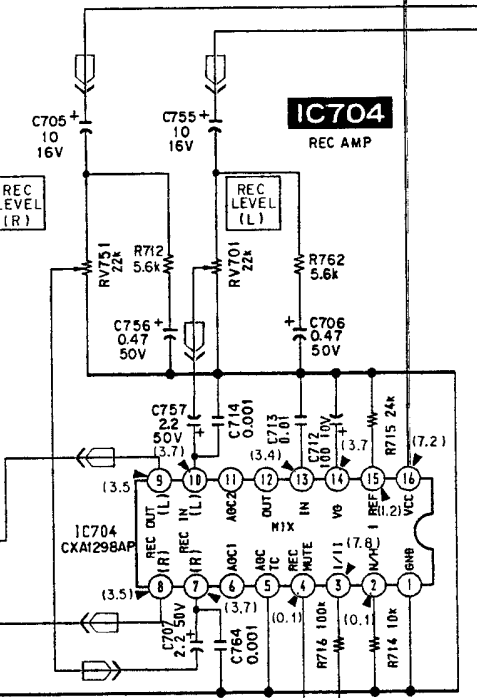 C705 +
10
16V
C755 +
10
16V
IC704
REC AMP
REC
LEVEL
(R)
REC
LEVEL
(L)
RV751
22k
R712
5.6k
RV701
22k
R762
5.6k
C756 +
0.47
50V
+ C706
0.47
50V
C757
2.2
50V +
C714
0.001
C713
0.01
C712
100 10V
+
R715 24k
(3.7)
(3.4)
(3.7
(7.2)
9
10
11
12
13
14
15
16
(3.5
(1.2)
REC OUT
(L)
REC IN
(L)
AGC2
OUT
IN
MIX
VG
I REF
VCC
IC704
CXA1298AP
REC
(R)
REC
(R)
AGC1
AGC TC
REC MUTE
I/II
(7.8)
N/H
GND
8
7
6
5
4
3
2
1
(3.5)
(3.7)
(0.1)
(0.1)
C707
2.2 50V
+
C764
0.001
R716 100k
R714 10k